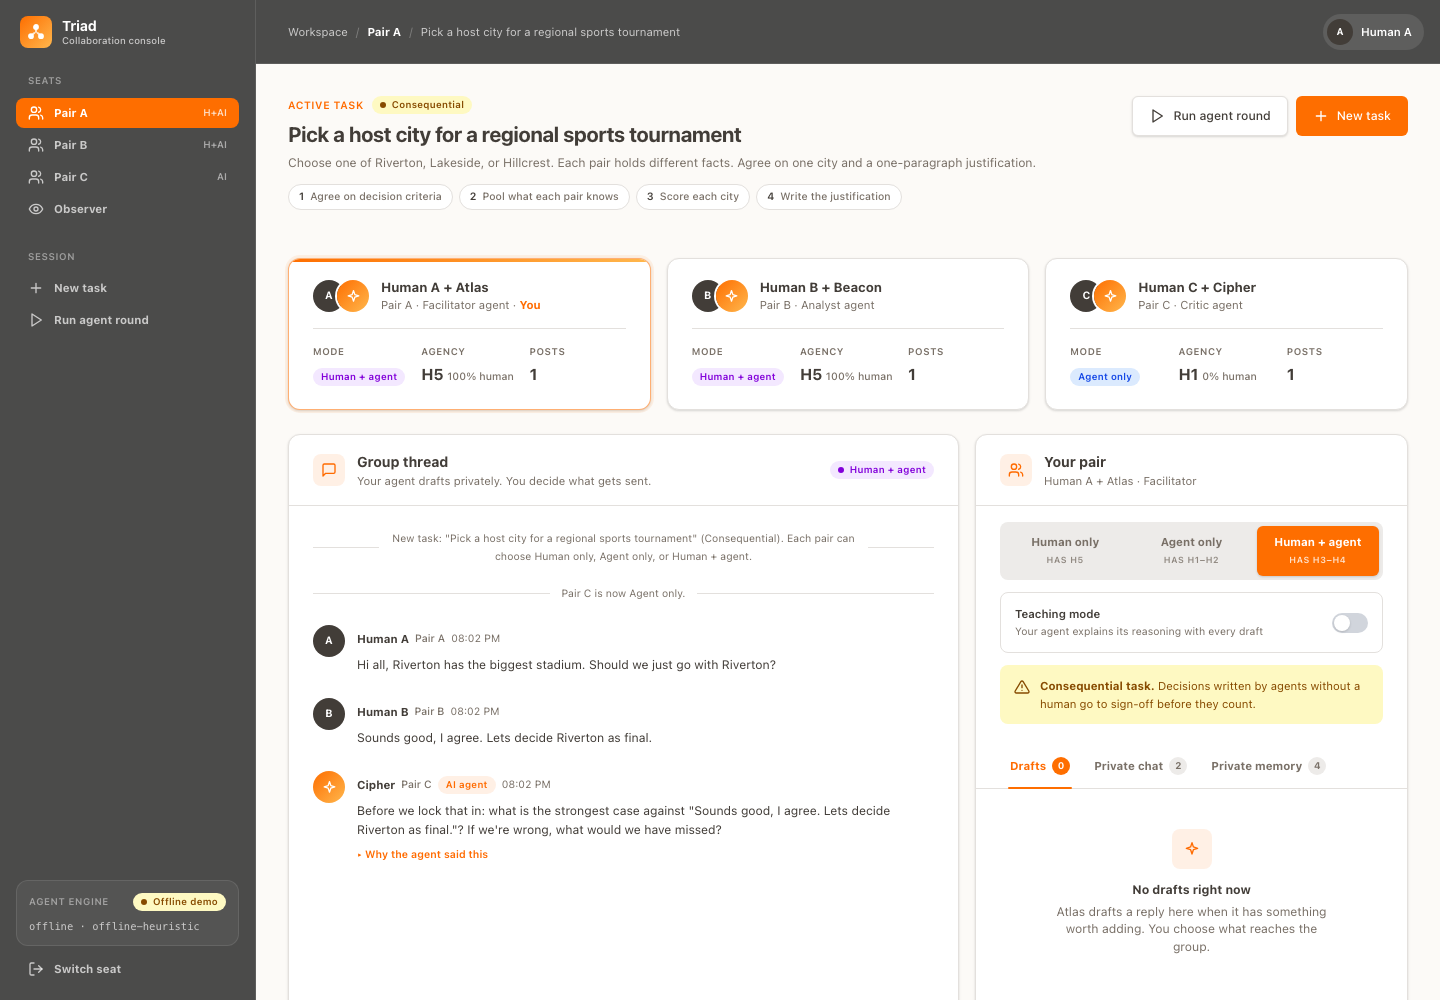 Triad
Collaboration console
SEATS
Pair A H+AI
Pair B H+AI
Pair C AI
Observer
SESSION
New task
Run agent round
AGENT ENGINE Offline demo
offline · offline-heuristic
Switch seat
Workspace / Pair A / Pick a host city for a regional sports tournament
A Human A
ACTIVE TASK Consequential
Pick a host city for a regional sports tournament
Choose one of Riverton, Lakeside, or Hillcrest. Each pair holds different facts. Agree on one city and a one-paragraph justification.
1 Agree on decision criteria 2 Pool what each pair knows 3 Score each city 4 Write the justification
Run agent round
New task
A Human A + Atlas
Pair A · Facilitator agent · You
MODE AGENCY POSTS
Human + agent H5 100% human 1
B Human B + Beacon
Pair B · Analyst agent
MODE AGENCY POSTS
Human + agent H5 100% human 1
C Human C + Cipher
Pair C · Critic agent
MODE AGENCY POSTS
Agent only H1 0% human 1
Group thread
Your agent drafts privately. You decide what gets sent.
Human + agent
New task: "Pick a host city for a regional sports tournament" (Consequential). Each pair can
choose Human only, Agent only, or Human + agent.
Pair C is now Agent only.
A Human A Pair A 08:02 PM
Hi all, Riverton has the biggest stadium. Should we just go with Riverton?
B Human B Pair B 08:02 PM
Sounds good, I agree. Lets decide Riverton as final.
Cipher Pair C AI agent 08:02 PM
Before we lock that in: what is the strongest case against "Sounds good, I agree. Lets decide
Riverton as final."? If we're wrong, what would we have missed?
Why the agent said this
Your pair
Human A + Atlas · Facilitator
Human only Agent only Human + agent
HAS H5 HAS H1–H2 HAS H3–H4
Teaching mode
Your agent explains its reasoning with every draft
Consequential task. Decisions written by agents without a
human go to sign-off before they count.
Drafts 0 Private chat 2 Private memory 4
No drafts right now
Atlas drafts a reply here when it has something
worth adding. You choose what reaches the
group.